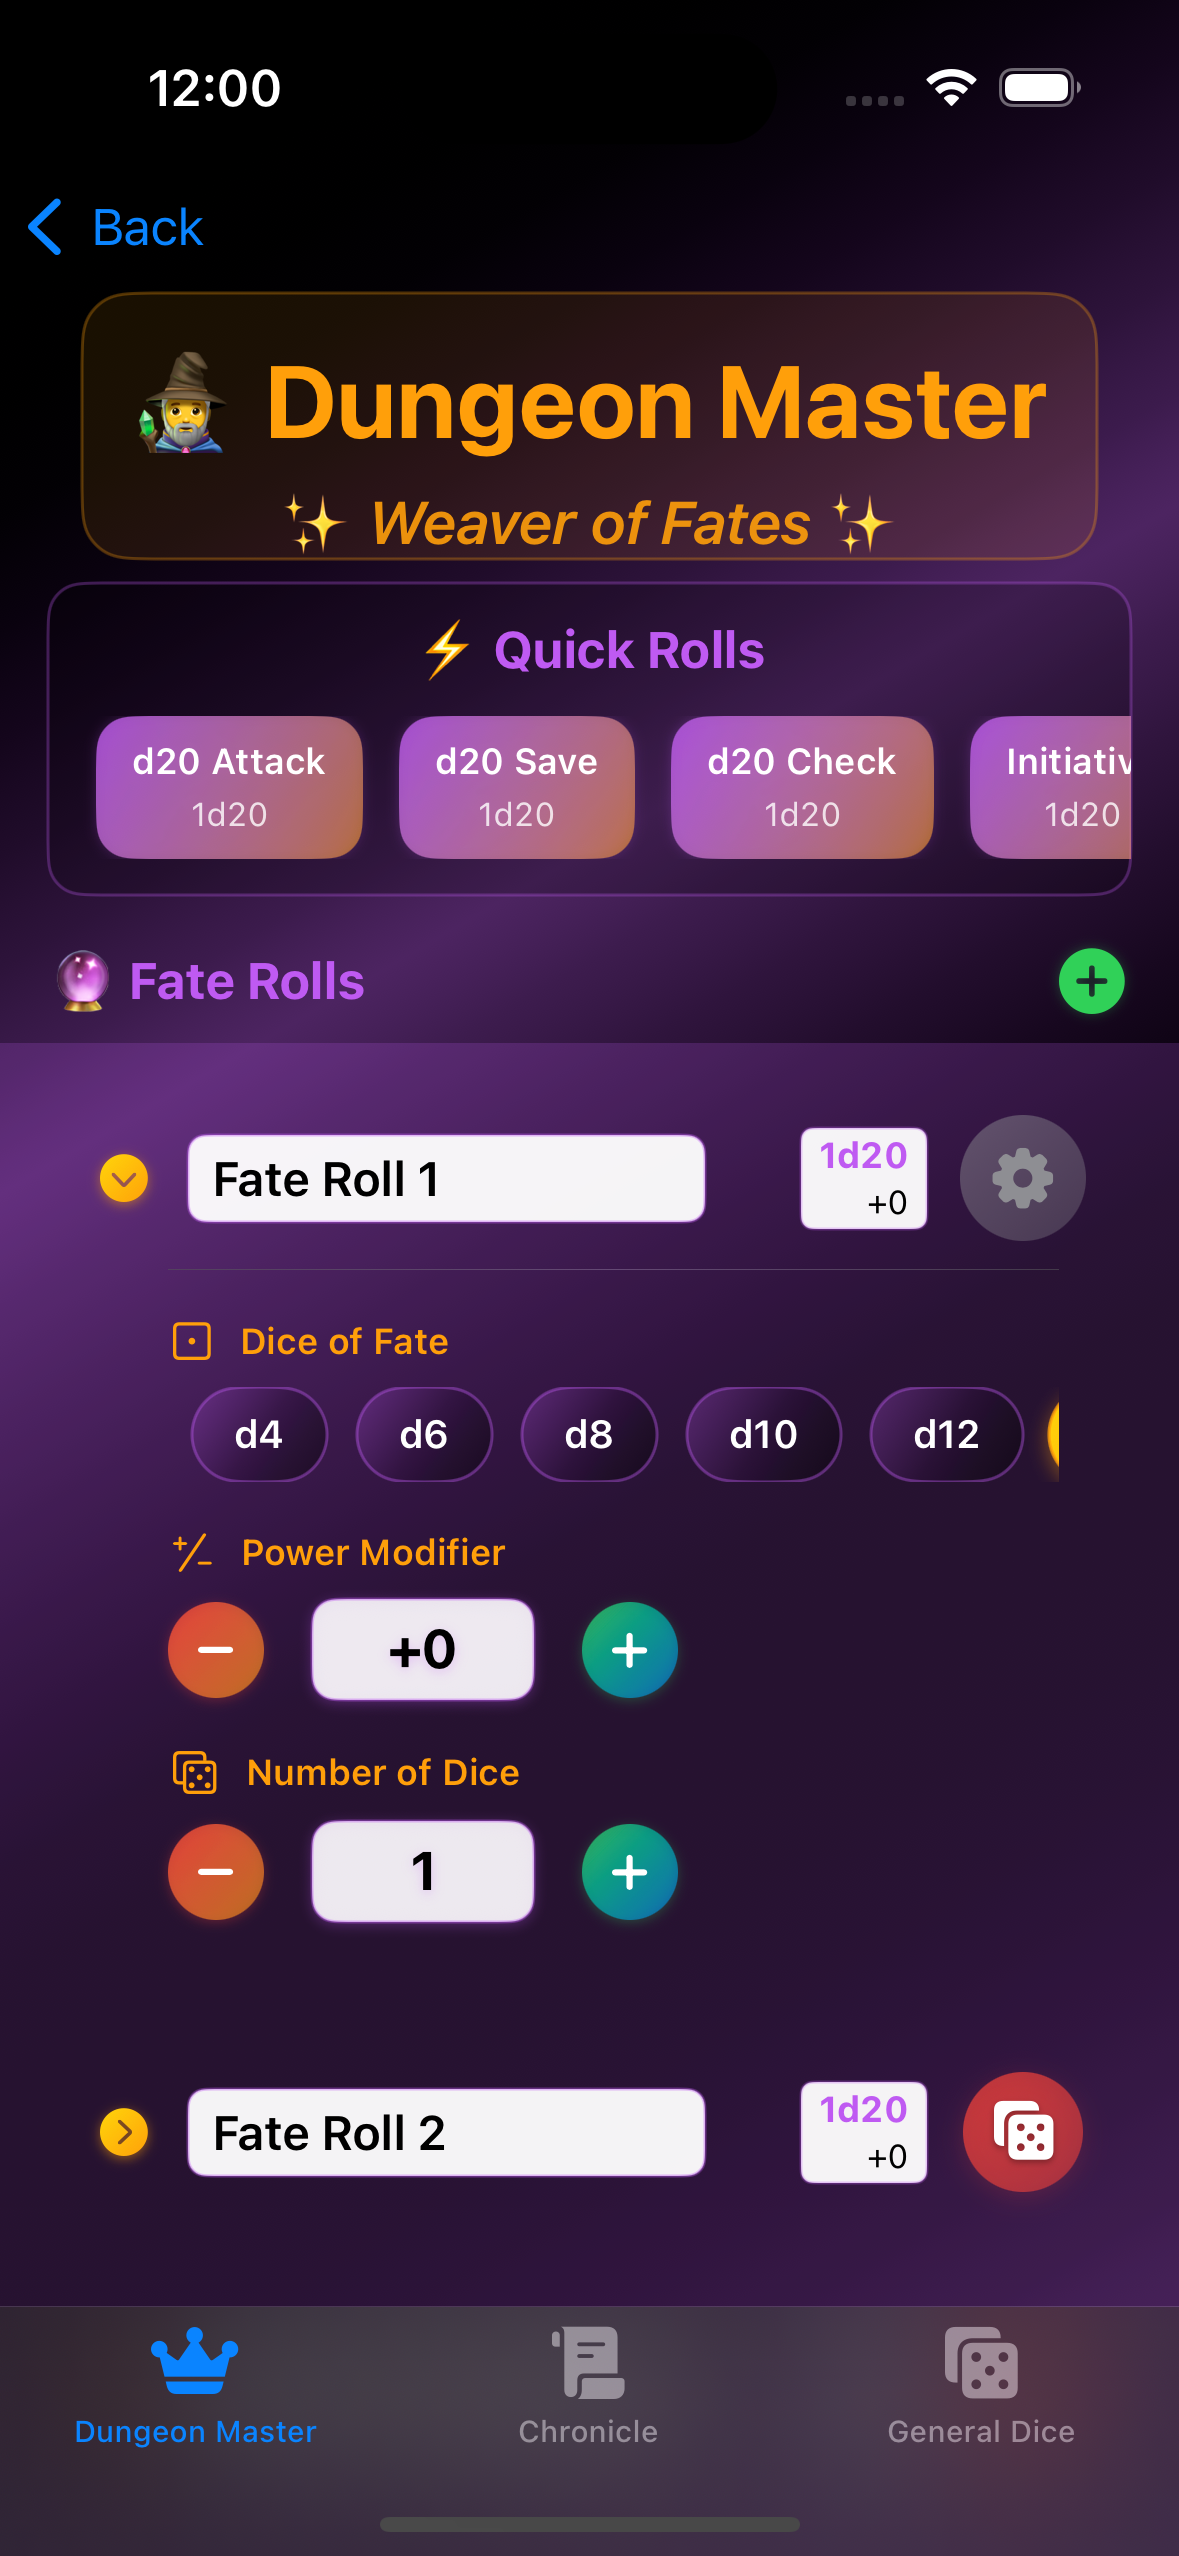 12:00
Back
Dungeon Master
Weaver of Fates
Quick Rolls
d20 Attack
1d20
d20 Save
1d20
d20 Check
1d20
Initiativ
1d20
Fate Rolls
Fate Roll 1
1d20
+0
Dice of Fate
d4
d6
d8
d10
d12
Power Modifier
+0
Number of Dice
1
Fate Roll 2
1d20
+0
Dungeon Master
Chronicle
General Dice